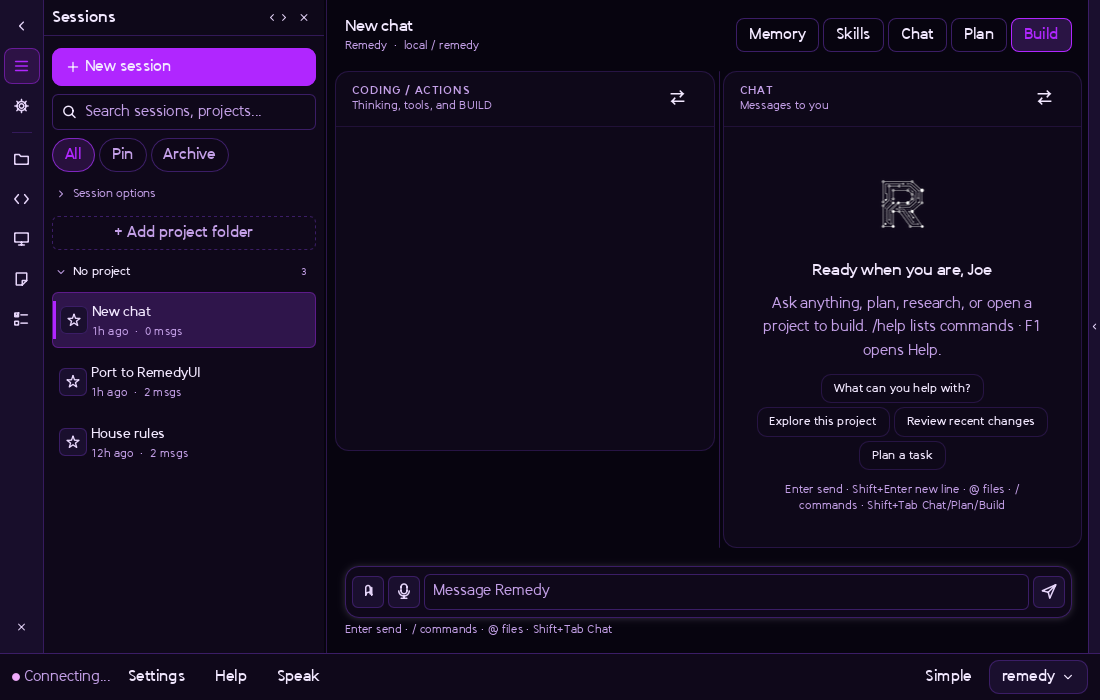 Sessions
New session
Search sessions, projects...
All
Pin
Archive
Session options
+ Add project folder
No project
3
New chat
1h ago · 0 msgs
Port to RemedyUI
1h ago · 2 msgs
House rules
12h ago · 2 msgs
New chat
Remedy · local / remedy
Memory
Skills
Chat
Plan
Build
CODING / ACTIONS
Thinking, tools, and BUILD
CHAT
Messages to you
R
Ready when you are, Joe
Ask anything, plan, research, or open a
project to build. /help lists commands · F1
opens Help.
What can you help with?
Explore this project
Review recent changes
Plan a task
Enter send · Shift+Enter new line · @ files · /
commands · Shift+Tab Chat/Plan/Build
Message Remedy
Enter send · / commands · @ files · Shift+Tab Chat
Connecting...
Settings
Help
Speak
Simple
remedy